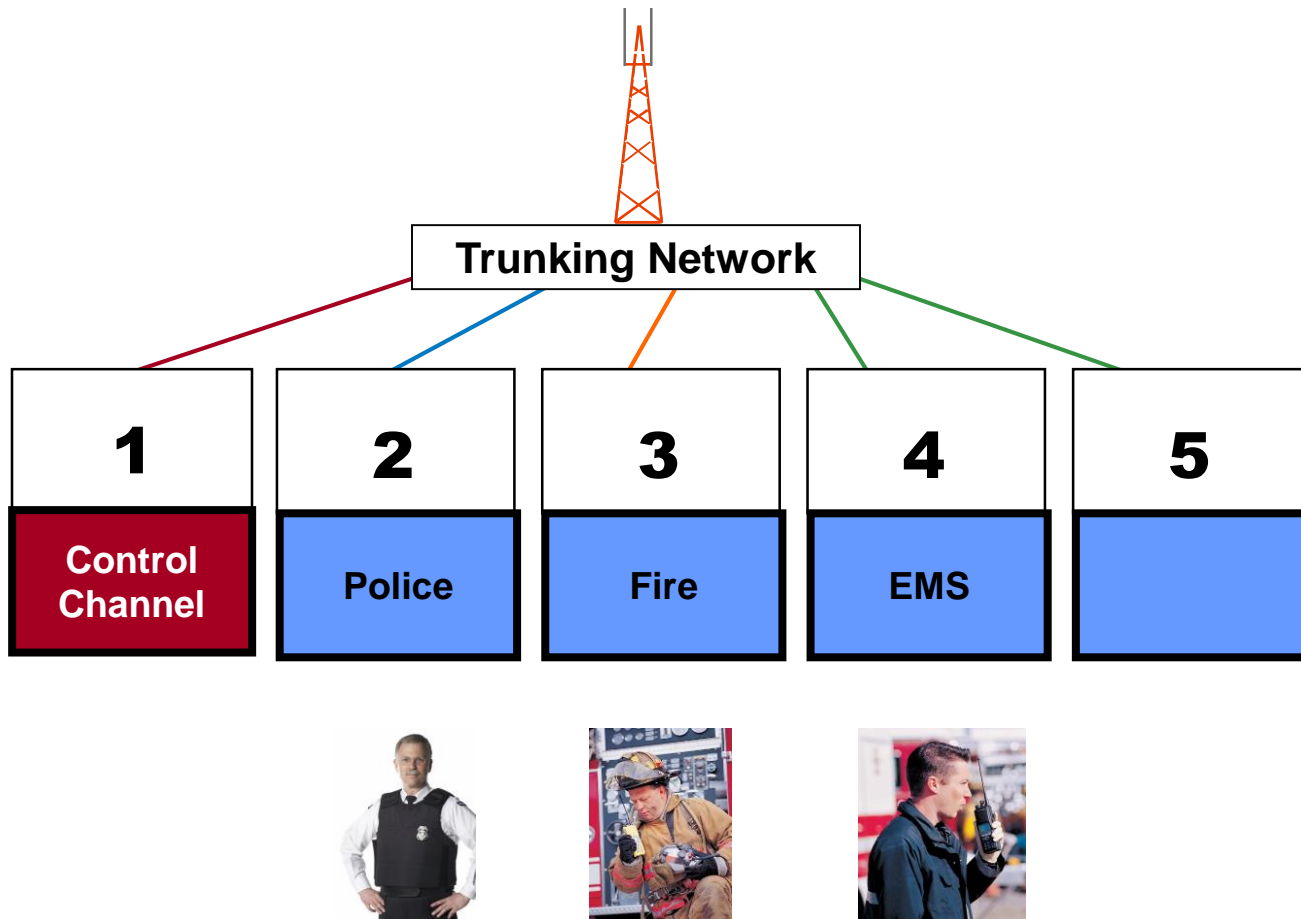 Trunking Network
1
2
3
4
5
Control
Channel
Police
Fire
EMS